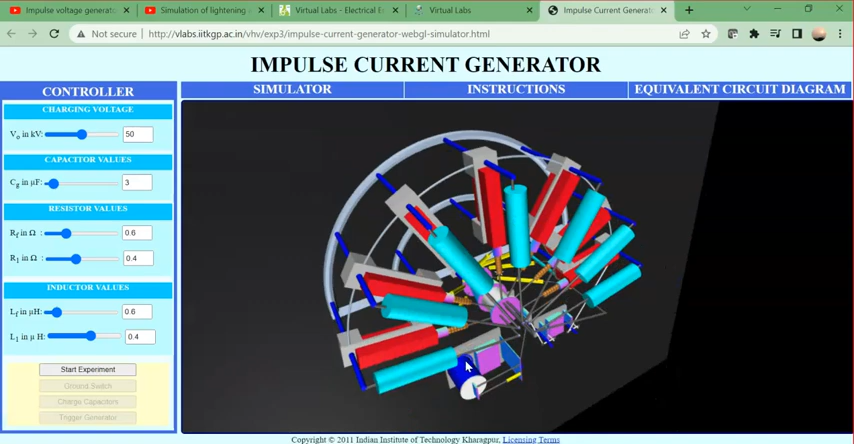 Impulse voltage generato
Simulation of lightening
Virtual Labs - Electrical E
Virtual Labs
Impulse Current Generat
Not secure | http://vlabs.iitkgp.ac.in/vhv/exp3/impulse-current-generator-webgl-simulator.html
IMPULSE CURRENT GENERATOR
CONTROLLER
SIMULATOR
INSTRUCTIONS
EQUIVALENT CIRCUIT DIAGRAM
CHARGING VOLTAGE
Vo in kV: 50
CAPACITOR VALUES
Cg in µF: 3
RESISTOR VALUES
Rf in Ω : 0.6
R1 in Ω : 0.4
INDUCTOR VALUES
Lf in µH: 0.6
L1 in µ H: 0.4
Start Experiment
Ground Switch
Charge Capacitors
Trigger Generator
Copyright © 2011 Indian Institute of Technology Kharagpur, Licensing Terms